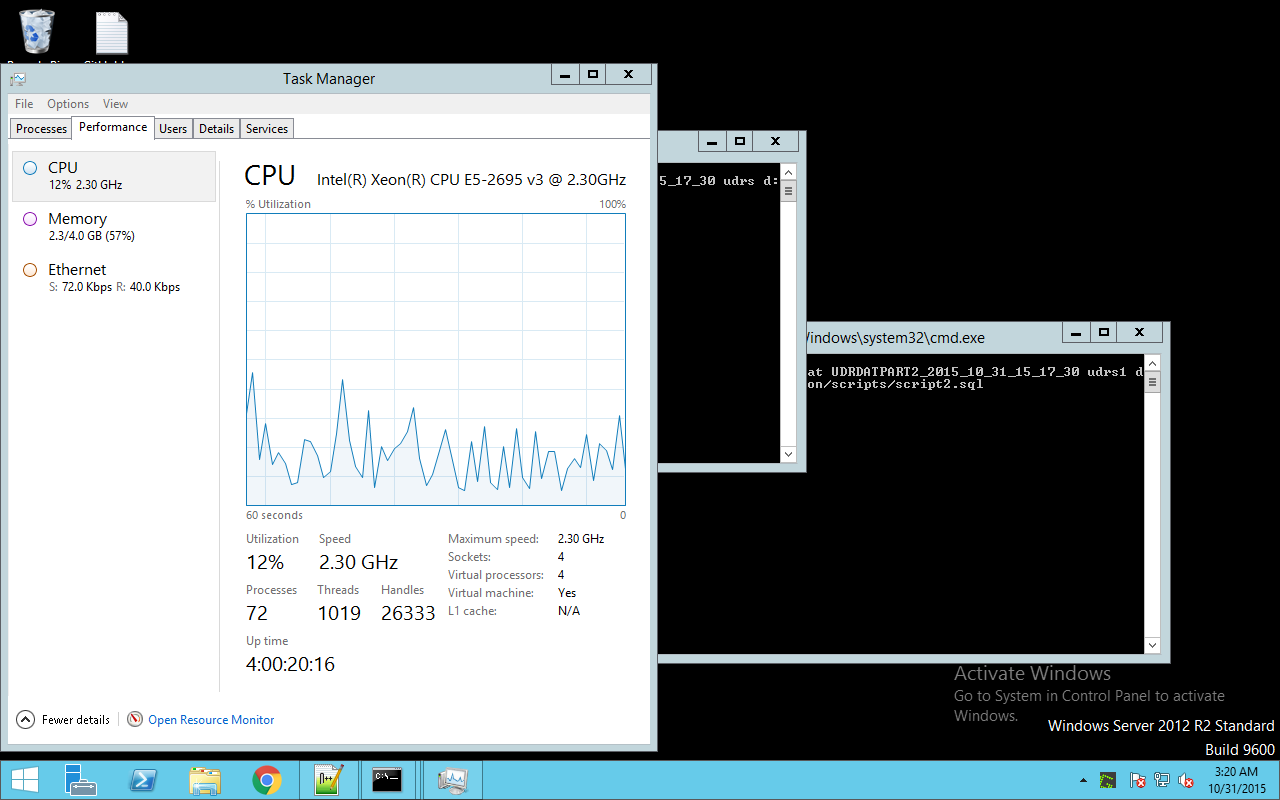 Task Manager
File Options View
Processes Performance Users Details Services
CPU
12% 2.30 GHz
Memory
2.3/4.0 GB (57%)
Ethernet
S: 72.0 Kbps R: 40.0 Kbps
CPU Intel(R) Xeon(R) CPU E5-2695 v3 @ 2.30GHz
% Utilization 100%
60 seconds 0
Utilization Speed
12% 2.30 GHz
Processes Threads Handles
72 1019 26333
Up time
4:00:20:16
Maximum speed: 2.30 GHz
Sockets: 4
Virtual processors: 4
Virtual machine: Yes
L1 cache: N/A
Fewer details Open Resource Monitor
5_17_30 udrs d:
indows\system32\cmd.exe
at UDRDATPART2_2015_10_31_15_17_30 udrs1 d
on/scripts/script2.sql
Activate Windows
Go to System in Control Panel to activate
Windows.
Windows Server 2012 R2 Standard
Build 9600
3:20 AM
10/31/2015